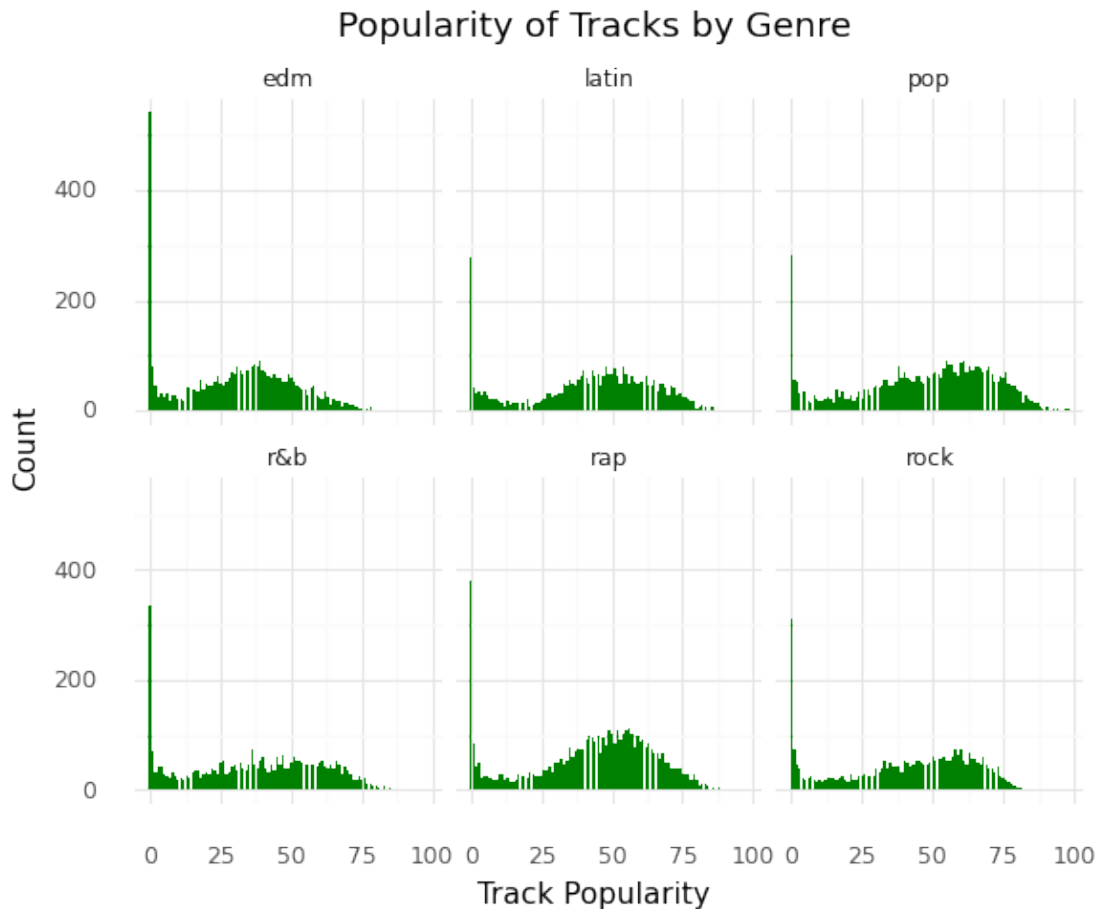 Popularity of Tracks by Genre
edm latin pop
400
200
0
Count
r&b rap rock
400
200
0
0 25 50 75 100 0 25 50 75 100 0 25 50 75 100
Track Popularity